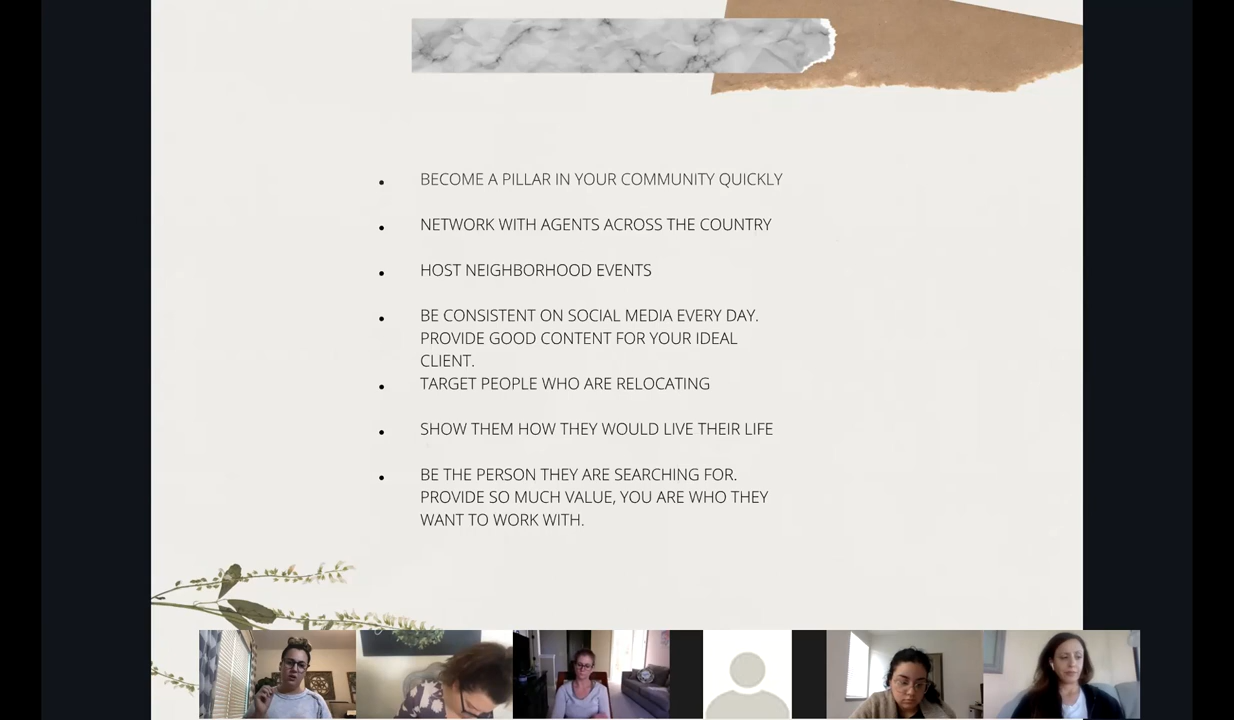 BECOME A PILLAR IN YOUR COMMUNITY QUICKLY
NETWORK WITH AGENTS ACROSS THE COUNTRY
HOST NEIGHBORHOOD EVENTS
BE CONSISTENT ON SOCIAL MEDIA EVERY DAY.
PROVIDE GOOD CONTENT FOR YOUR IDEAL
CLIENT.
TARGET PEOPLE WHO ARE RELOCATING
SHOW THEM HOW THEY WOULD LIVE THEIR LIFE
BE THE PERSON THEY ARE SEARCHING FOR.
PROVIDE SO MUCH VALUE, YOU ARE WHO THEY
WANT TO WORK WITH.